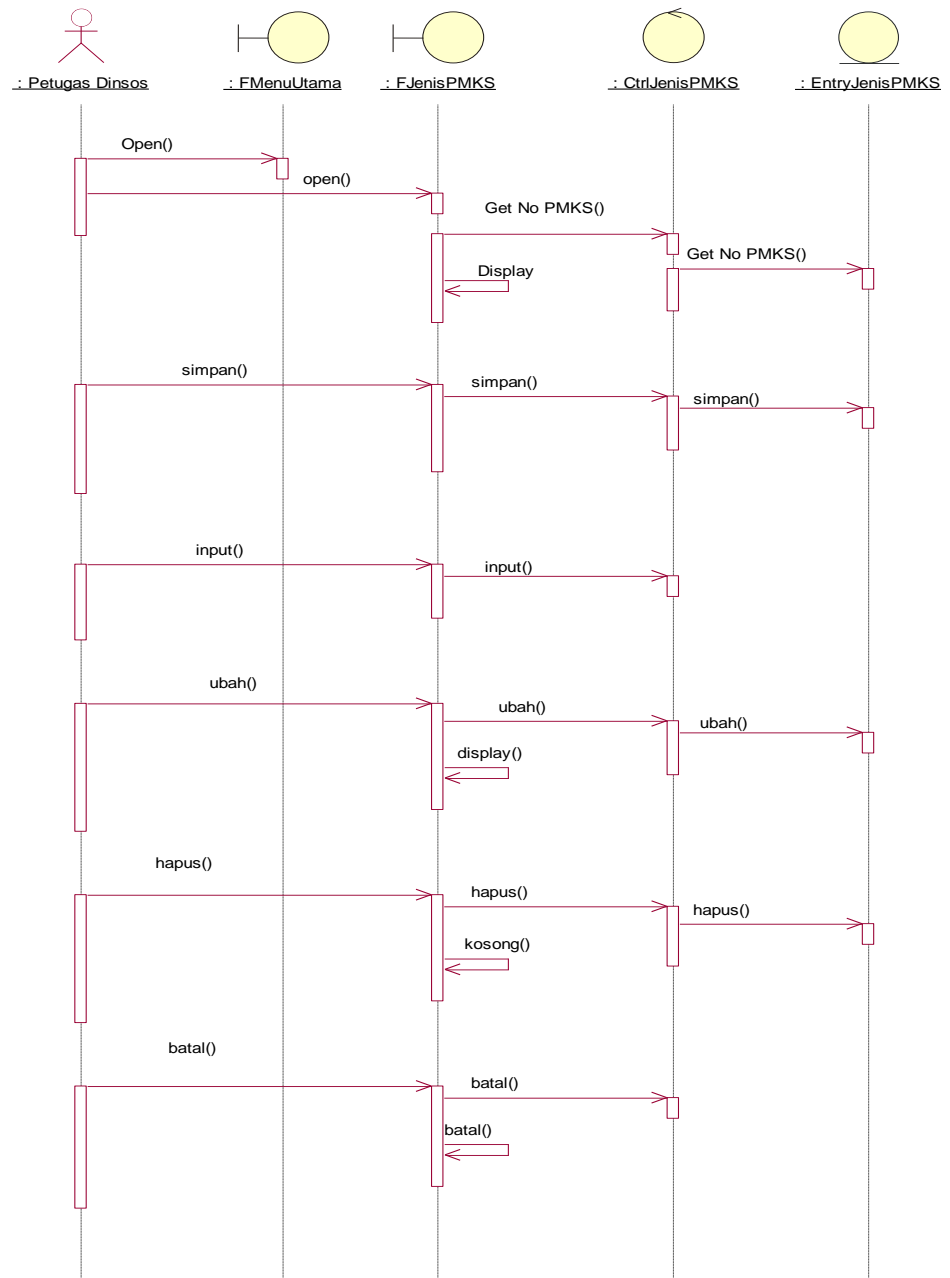 : Petugas Dinsos
: FMenuUtama
: FJenisPMKS
: CtrlJenisPMKS
: EntryJenisPMKS
Open()
open()
Get No PMKS()
Get No PMKS()
Display
simpan()
simpan()
simpan()
input()
input()
ubah()
ubah()
ubah()
display()
hapus()
hapus()
hapus()
kosong()
batal()
batal()
batal()